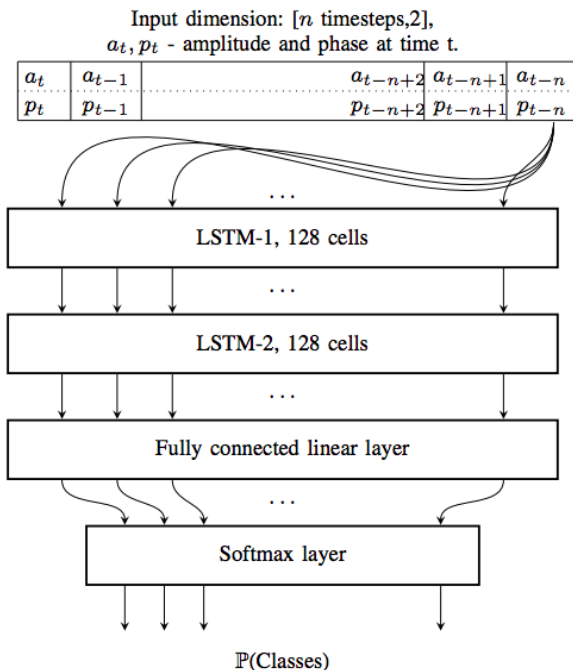 Input dimension: [n timesteps,2],
a_t, p_t - amplitude and phase at time t.
a_t a_{t−1} a_{t−n+2} a_{t−n+1} a_{t−n}
p_t p_{t−1} p_{t−n+2} p_{t−n+1} p_{t−n}
...
LSTM-1, 128 cells
...
LSTM-2, 128 cells
...
Fully connected linear layer
...
Softmax layer
ℙ(Classes)